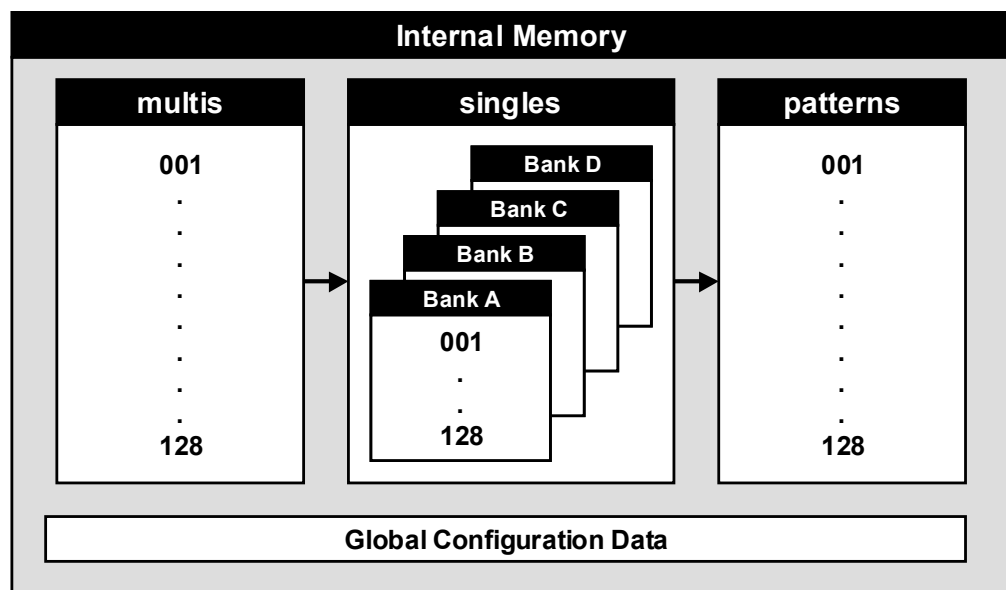 Internal Memory
multis
001
.
.
.
.
.
.
.
.
128
singles
Bank D
Bank C
Bank B
Bank A
001
.
.
128
patterns
001
.
.
.
.
.
.
.
.
128
Global Configuration Data